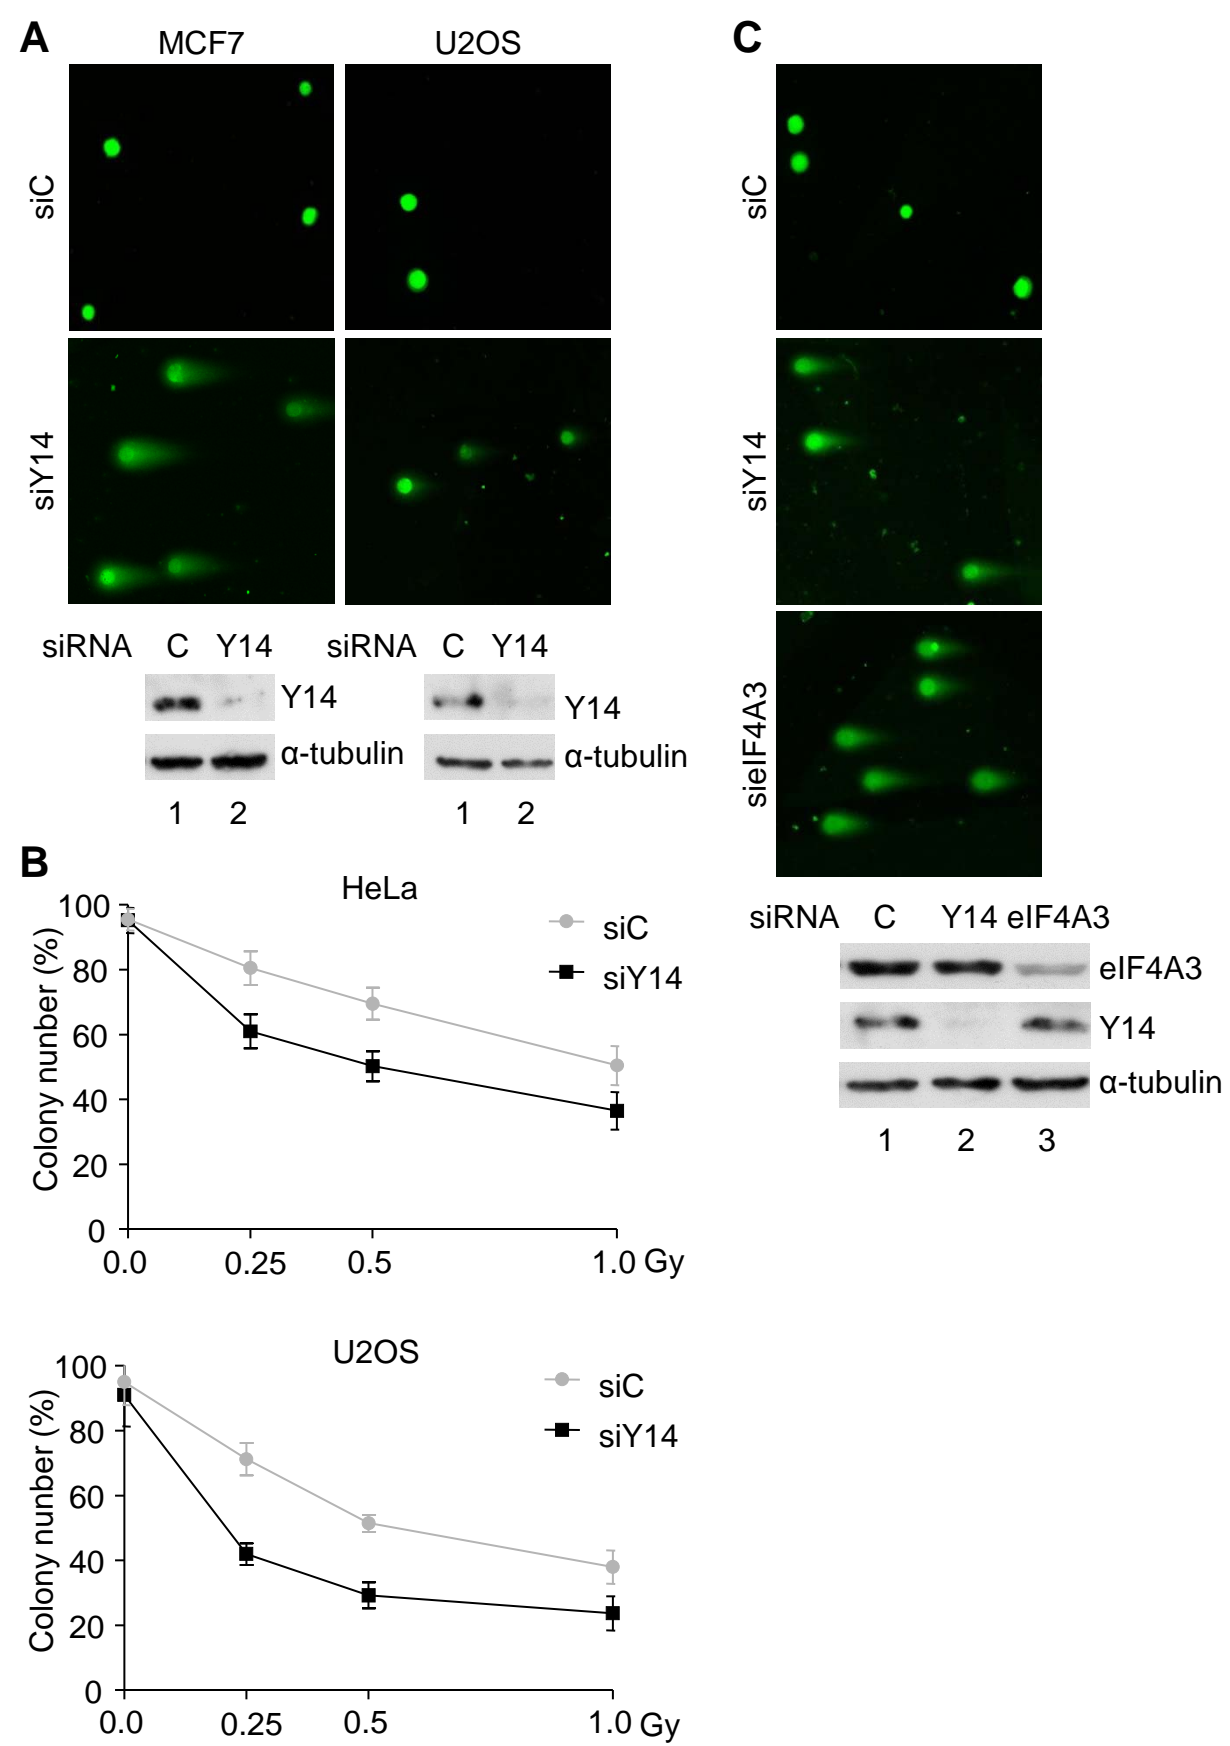 A
MCF7
U2OS
siC
siY14
siRNA C Y14
Y14
α-tubulin
1 2
siRNA C Y14
Y14
α-tubulin
1 2
B
HeLa
Colony nunber (%)
100
80
60
40
20
0
0.0 0.25 0.5 1.0 Gy
siC
siY14
U2OS
Colony nunber (%)
100
80
60
40
20
0
0.0 0.25 0.5 1.0 Gy
siC
siY14
C
siC
siY14
sieIF4A3
siRNA C Y14 eIF4A3
eIF4A3
Y14
α-tubulin
1 2 3